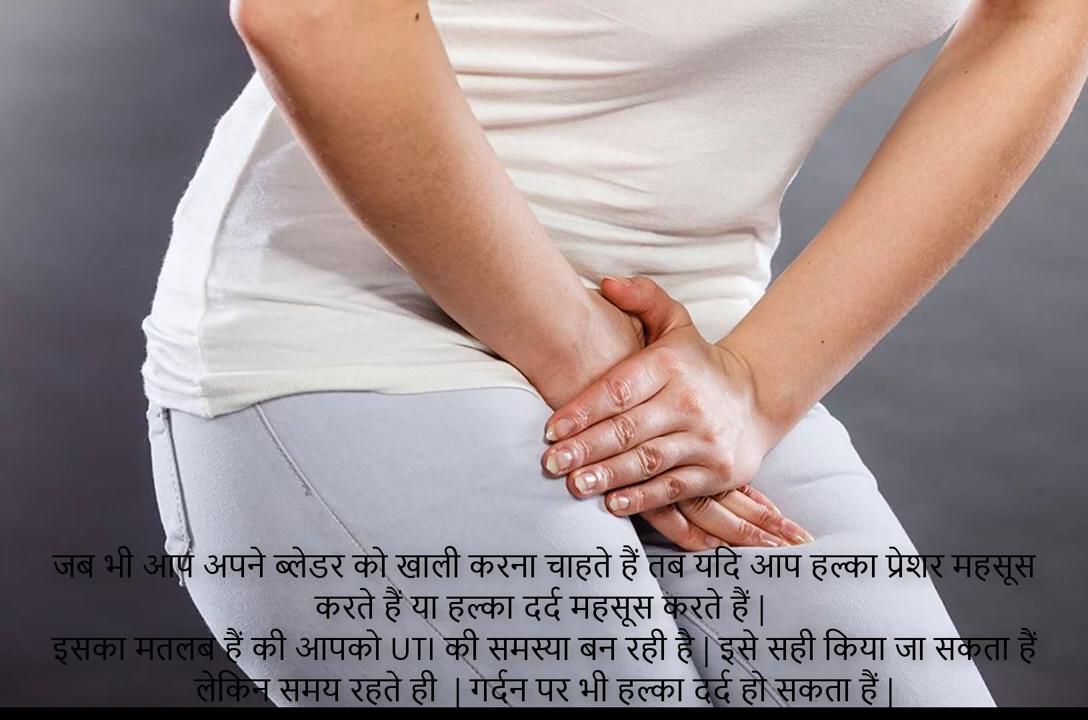 जब भी आप अपने ब्लेडर को खाली करना चाहते हैं तब यदि आप हल्का प्रेशर महसूस
करते हैं या हल्का दर्द महसूस करते हैं |
इसका मतलब हैं की आपको UTI की समस्या बन रही है | इसे सही किया जा सकता हैं
लेकिन समय रहते ही | गर्दन पर भी हल्का दर्द हो सकता हैं |